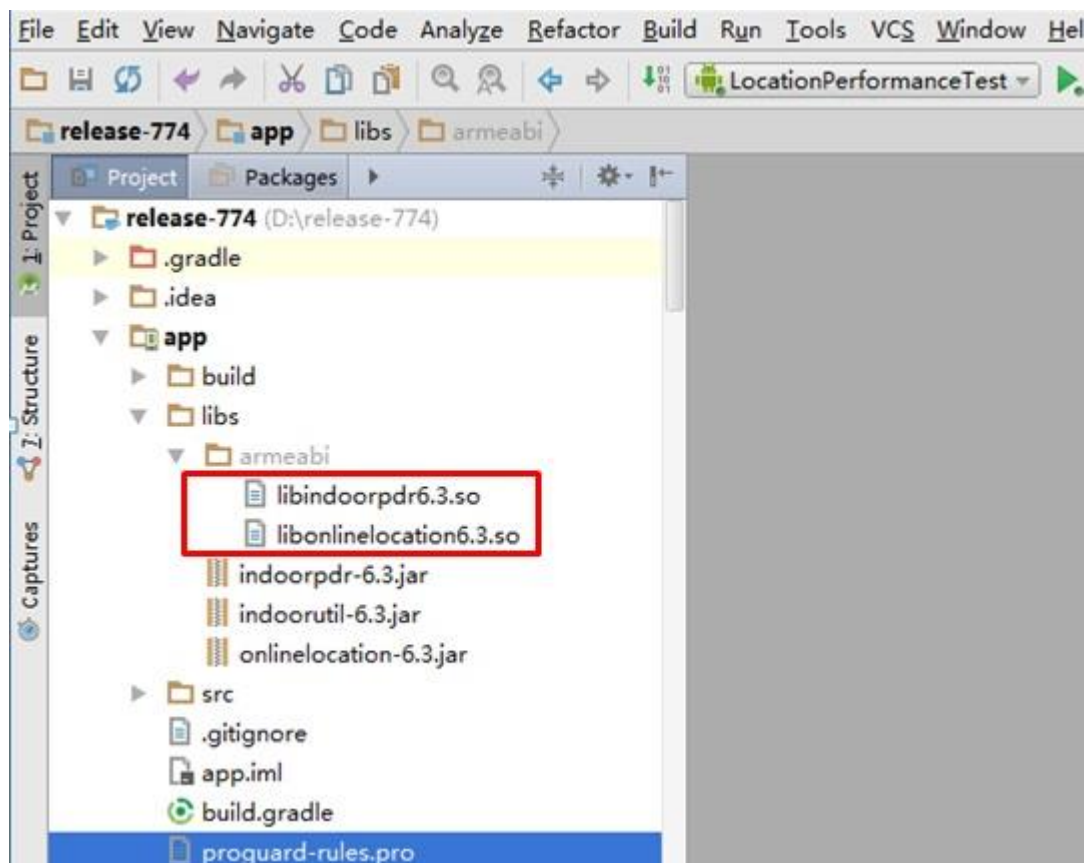 File Edit View Navigate Code Analyze Refactor Build Run Tools VCS Window Hel
LocationPerformanceTest
release-774 app libs armeabi
Project Packages
1: Project
7: Structure
Captures
release-774 (D:\release-774)
.gradle
.idea
app
build
libs
armeabi
libindoorpdr6.3.so
libonlinelocation6.3.so
indoorpdr-6.3.jar
indoorutil-6.3.jar
onlinelocation-6.3.jar
src
.gitignore
app.iml
build.gradle
proguard-rules.pro